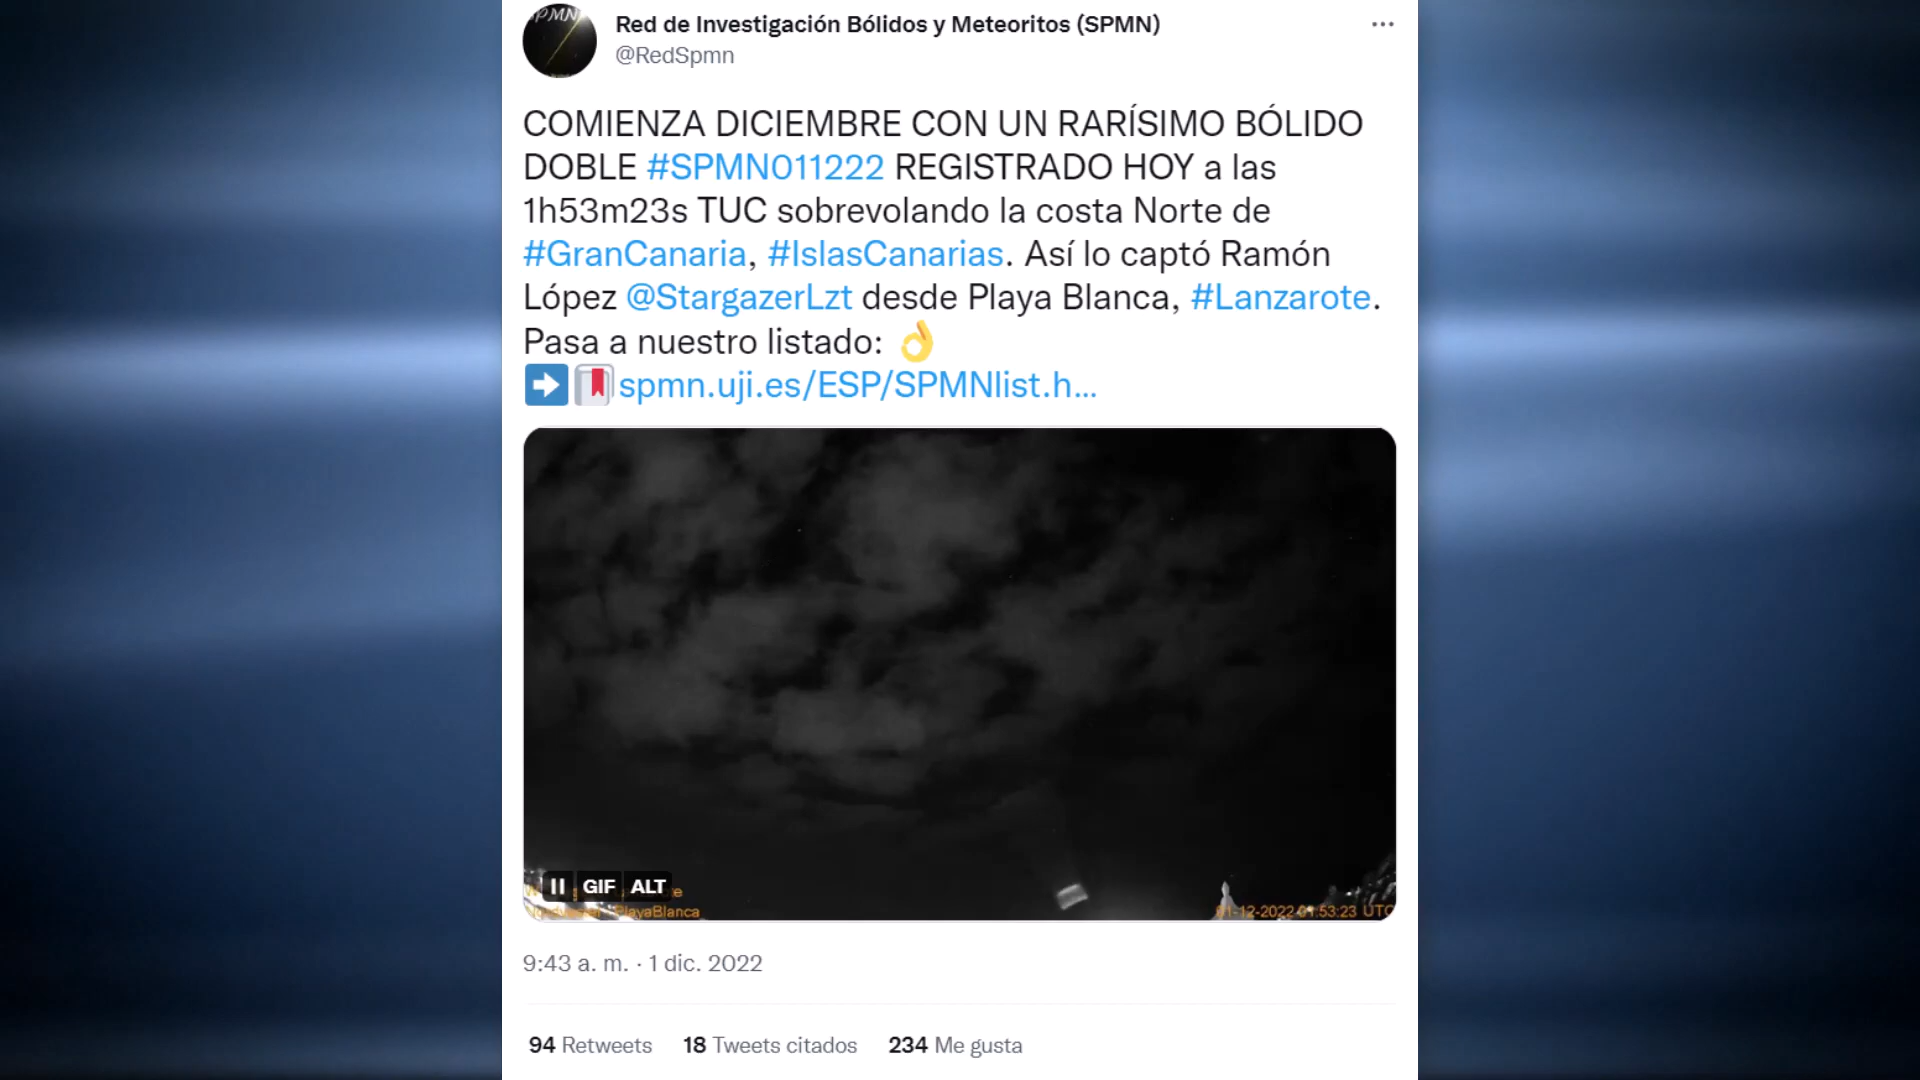 SPMN
Red de Investigación Bólidos y Meteoritos (SPMN)
@RedSpmn
COMIENZA DICIEMBRE CON UN RARÍSIMO BÓLIDO
DOBLE #SPMN011222 REGISTRADO HOY a las
1h53m23s TUC sobrevolando la costa Norte de
#GranCanaria, #IslasCanarias. Así lo captó Ramón
López @StargazerLzt desde Playa Blanca, #Lanzarote.
Pasa a nuestro listado: 👌
➡️🔖spmn.uji.es/ESP/SPMNlist.h...
GIF ALT
PlayaBlanca
01-12-2022 01:53:23 UTC
9:43 a. m. · 1 dic. 2022
94 Retweets 18 Tweets citados 234 Me gusta